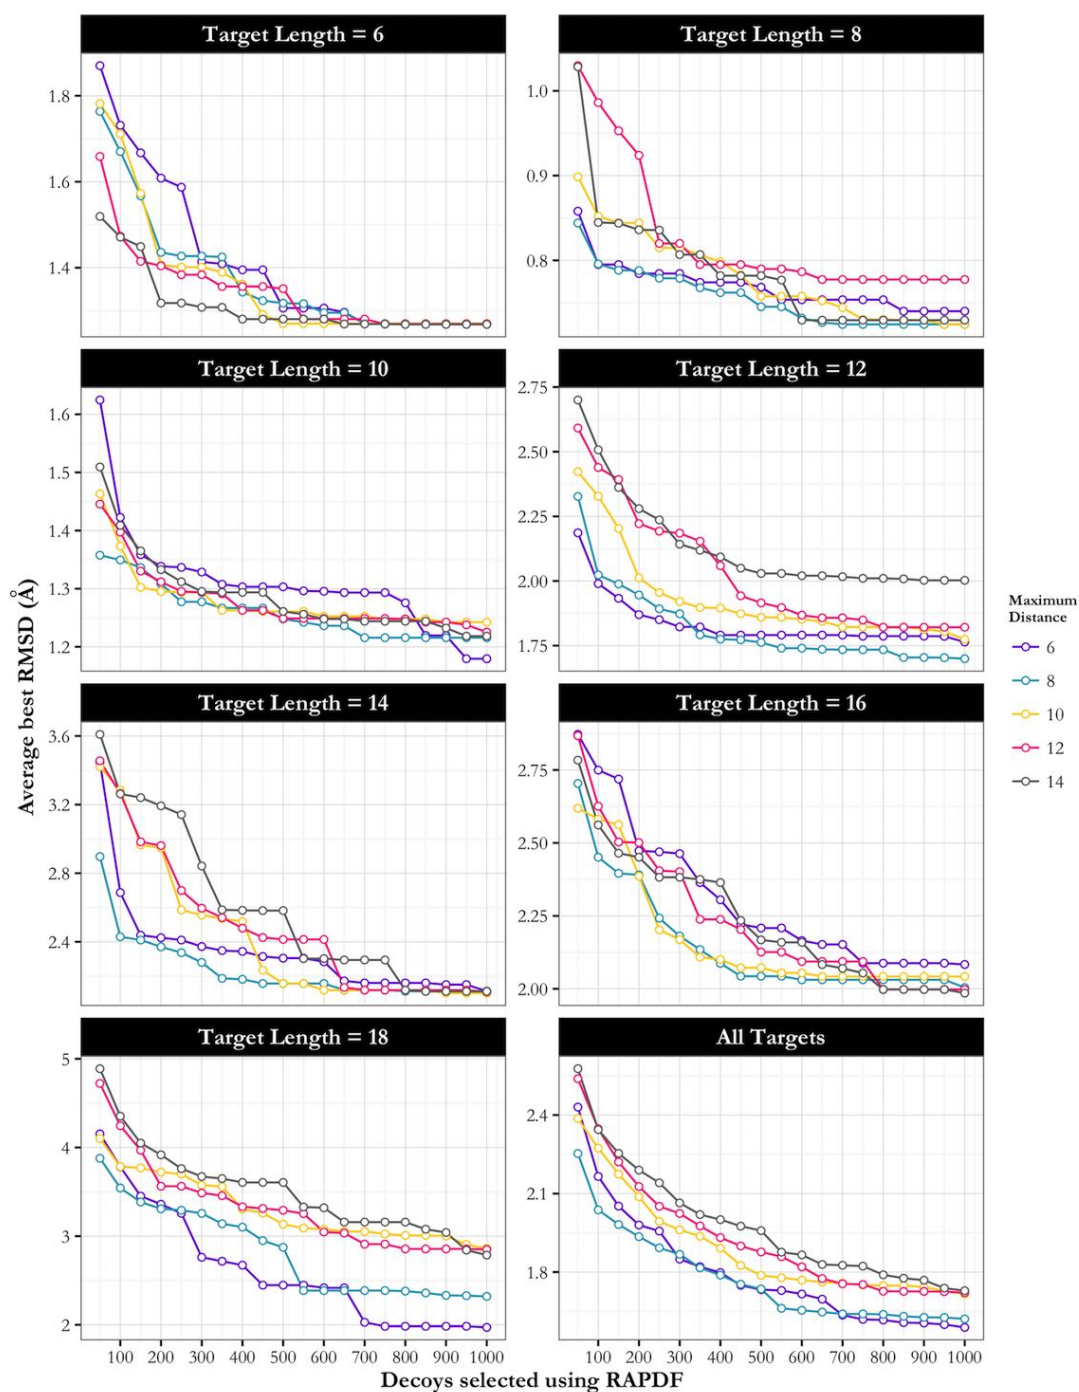 Target Length = 6
Target Length = 8
1.8
1.6
1.4
1.0
0.9
0.8
Target Length = 10
Target Length = 12
1.6
1.5
1.4
1.3
1.2
2.75
2.50
2.25
2.00
1.75
Average best RMSD (Å)
Maximum
Distance
6
8
10
12
14
Target Length = 14
Target Length = 16
3.6
3.2
2.8
2.4
2.75
2.50
2.25
2.00
Target Length = 18
All Targets
5
4
3
2
2.4
2.1
1.8
100 200 300 400 500 600 700 800 900 1000
100 200 300 400 500 600 700 800 900 1000
Decoys selected using RAPDF